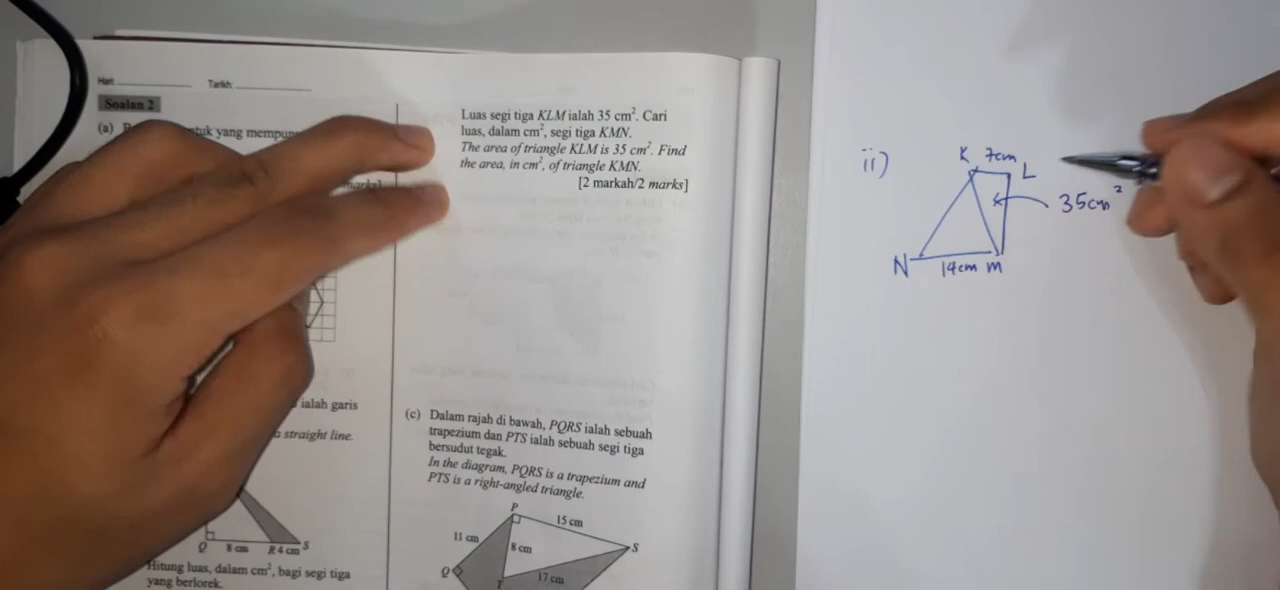 Hari:
Tarikh:
Soalan 2
(a)
tuk yang mempun
marks]
ialah garis
a straight line.
Q 8 cm R 4 cm S
Hitung luas, dalam cm², bagi segi tiga
yang berlorek.
Luas segi tiga KLM ialah 35 cm². Cari
luas, dalam cm², segi tiga KMN.
The area of triangle KLM is 35 cm². Find
the area, in cm², of triangle KMN.
[2 markah/2 marks]
(c) Dalam rajah di bawah, PQRS ialah sebuah
trapezium dan PTS ialah sebuah segi tiga
bersudut tegak.
In the diagram, PQRS is a trapezium and
PTS is a right-angled triangle.
P
15 cm
11 cm
8 cm
S
Q
17 cm
T
ii)
K 7cm
L
35cm²
N 14cm M